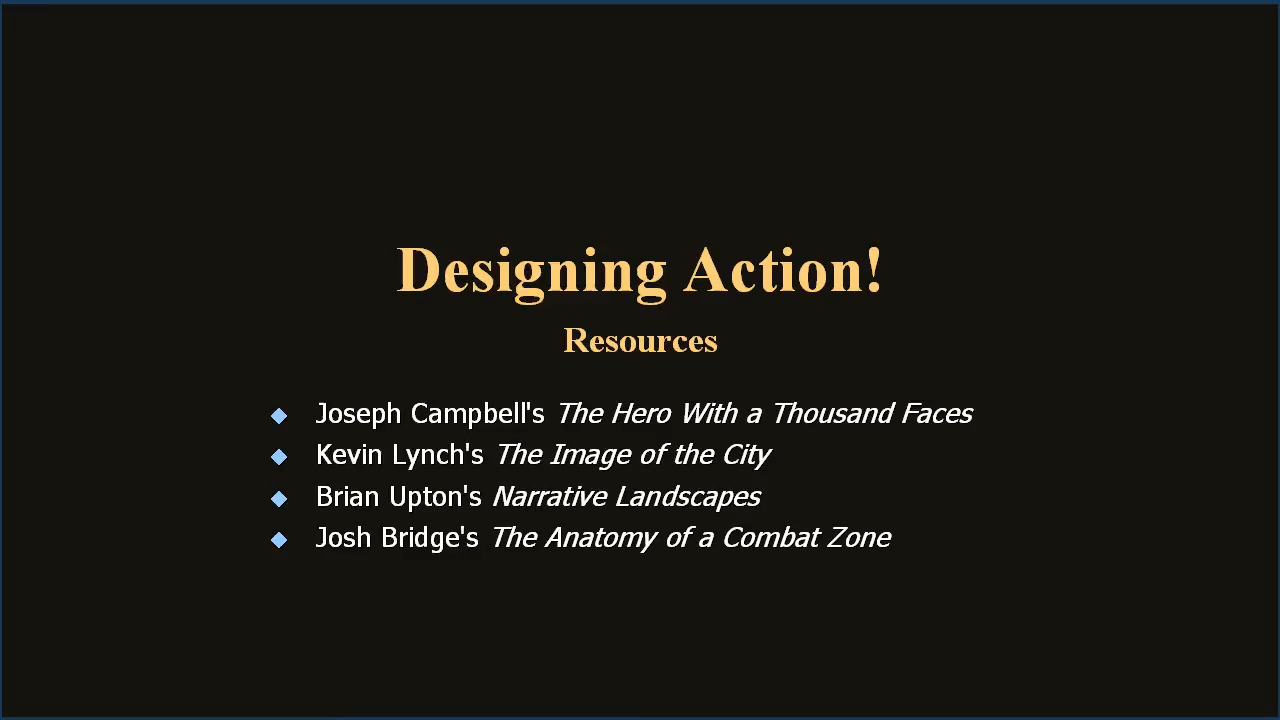 Designing Action!
Resources
Joseph Campbell's The Hero With a Thousand Faces
Kevin Lynch's The Image of the City
Brian Upton's Narrative Landscapes
Josh Bridge's The Anatomy of a Combat Zone